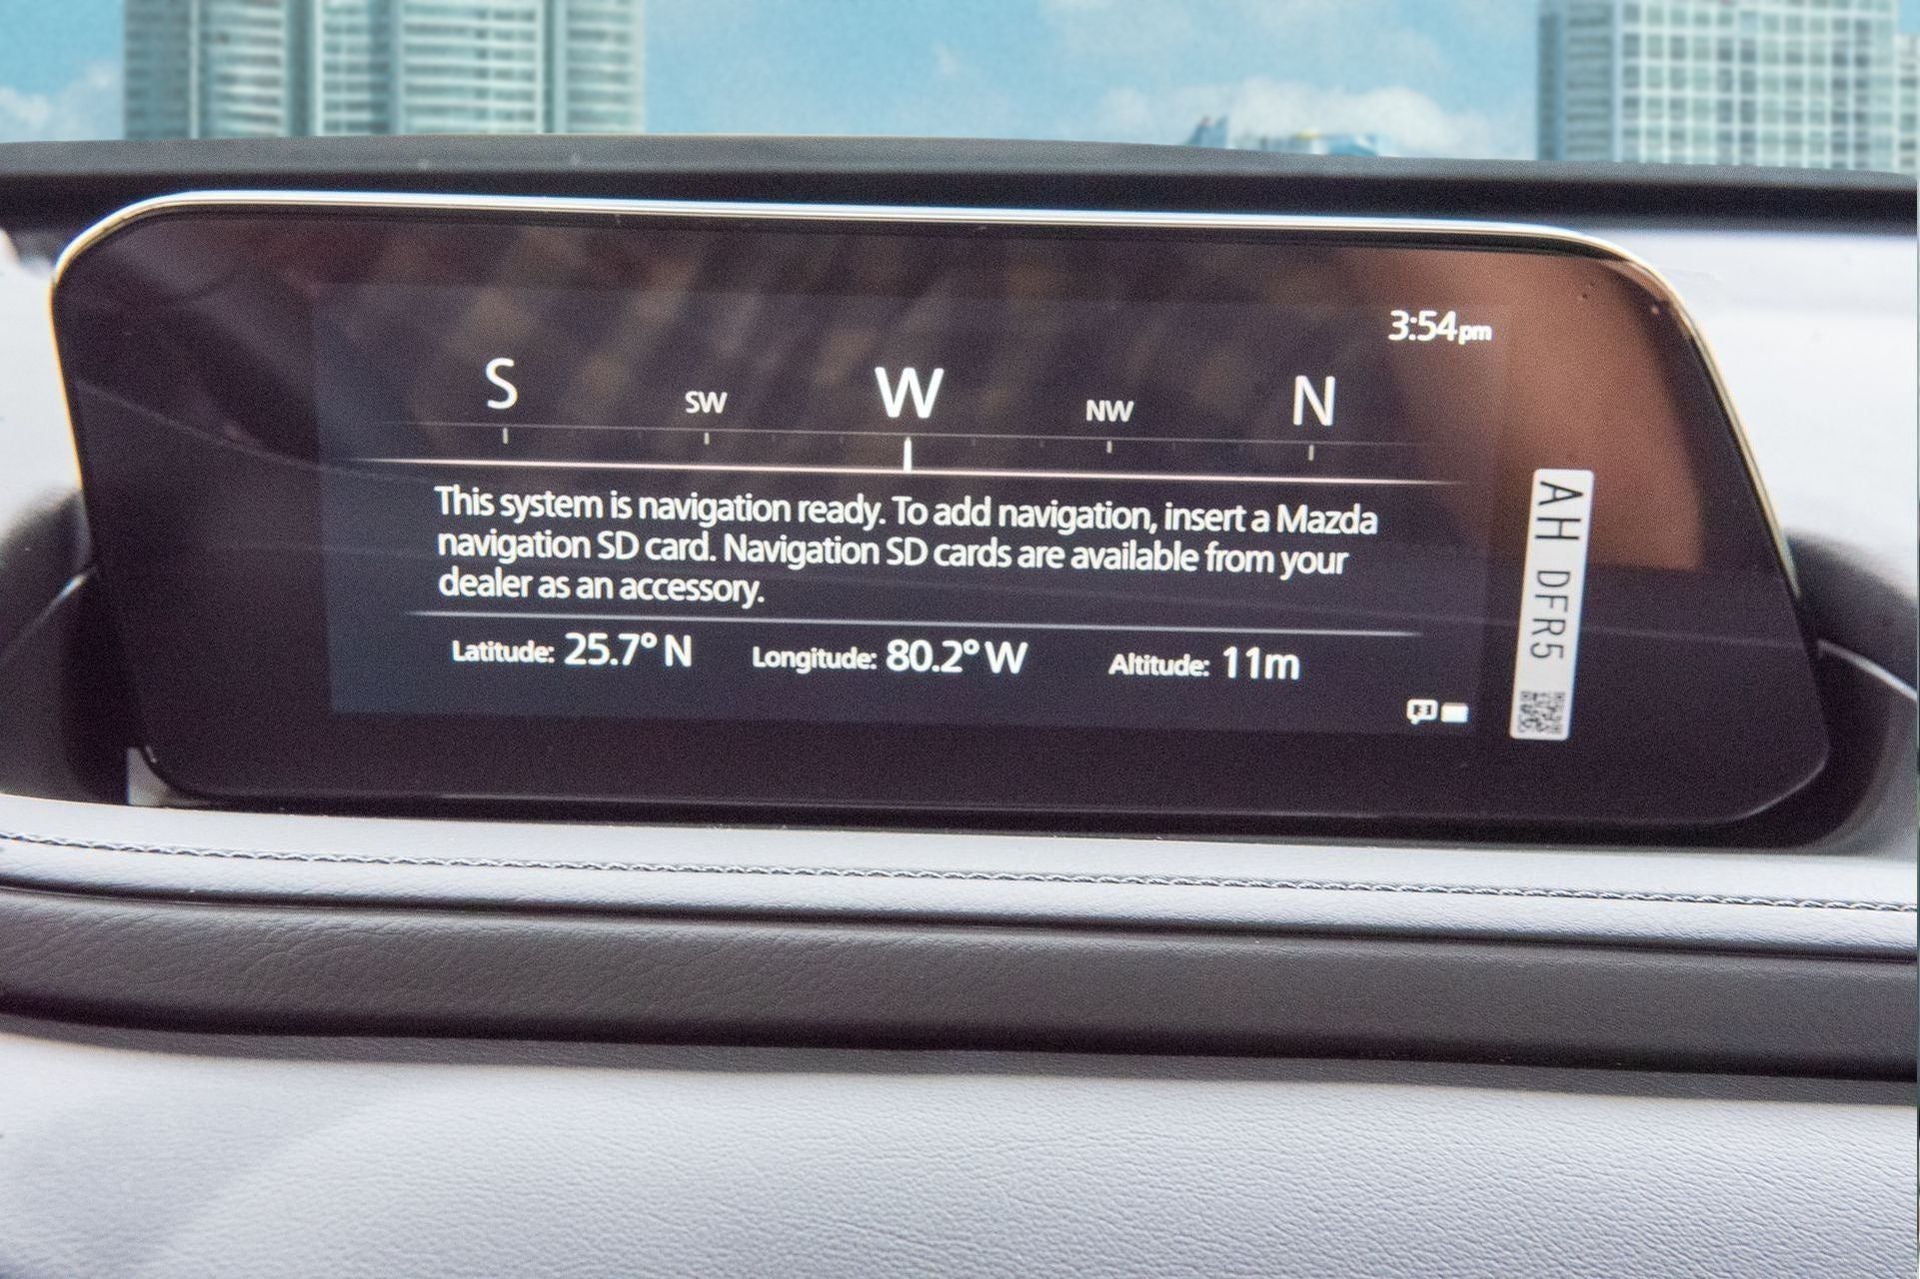 3:54pm
S SW W NW N
This system is navigation ready. To add navigation, insert a Mazda
navigation SD card. Navigation SD cards are available from your
dealer as an accessory.
Latitude: 25.7° N Longitude: 80.2° W Altitude: 11m
AH DFR5